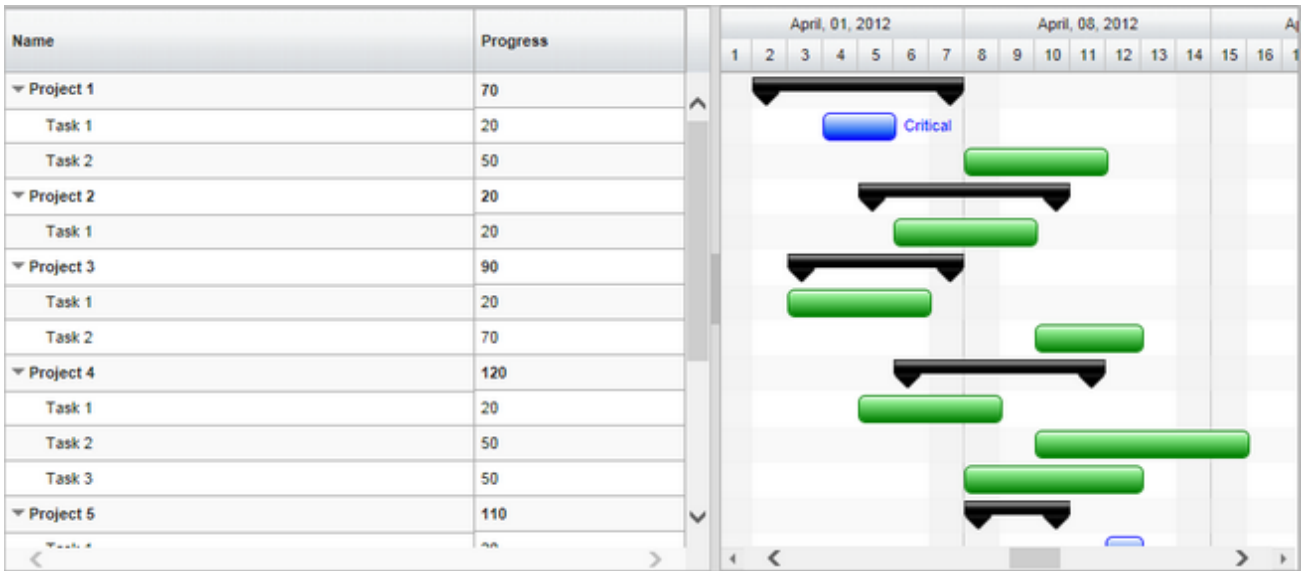 Name Progress April, 01, 2012 April, 08, 2012
1 2 3 4 5 6 7 8 9 10 11 12 13 14 15 16
Project 1 70
Task 1 20 Critical
Task 2 50
Project 2 20
Task 1 20
Project 3 90
Task 1 20
Task 2 70
Project 4 120
Task 1 20
Task 2 50
Task 3 50
Project 5 110